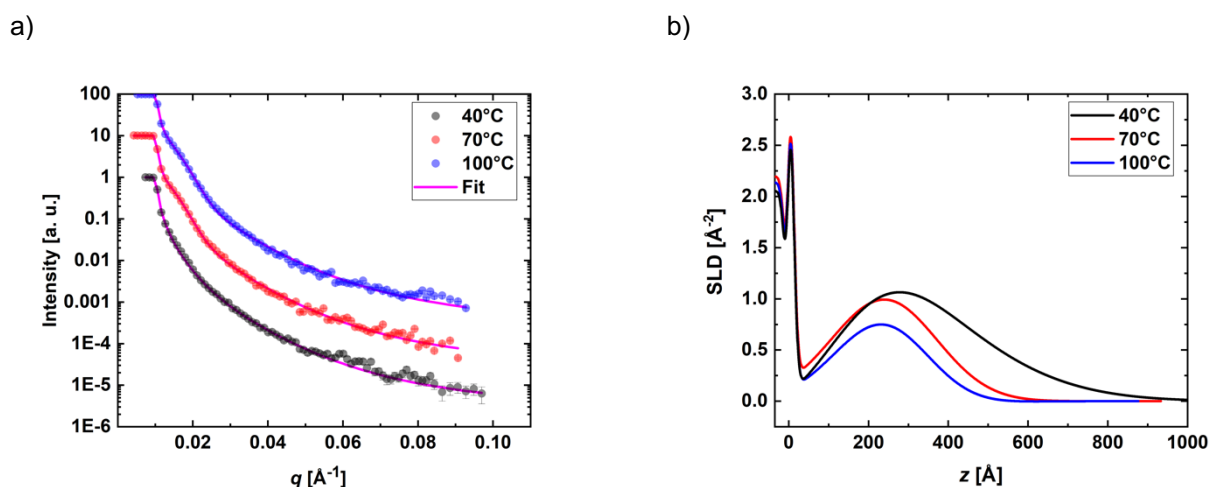 a)
100
10
1
0.1
0.01
0.001
1E-4
1E-5
1E-6
Intensity [a. u.]
0.02 0.04 0.06 0.08 0.10
q [Å⁻¹]
40°C
70°C
100°C
Fit
b)
3.0
2.5
2.0
1.5
1.0
0.5
0.0
SLD [Å⁻²]
0 200 400 600 800 1000
z [Å]
40°C
70°C
100°C